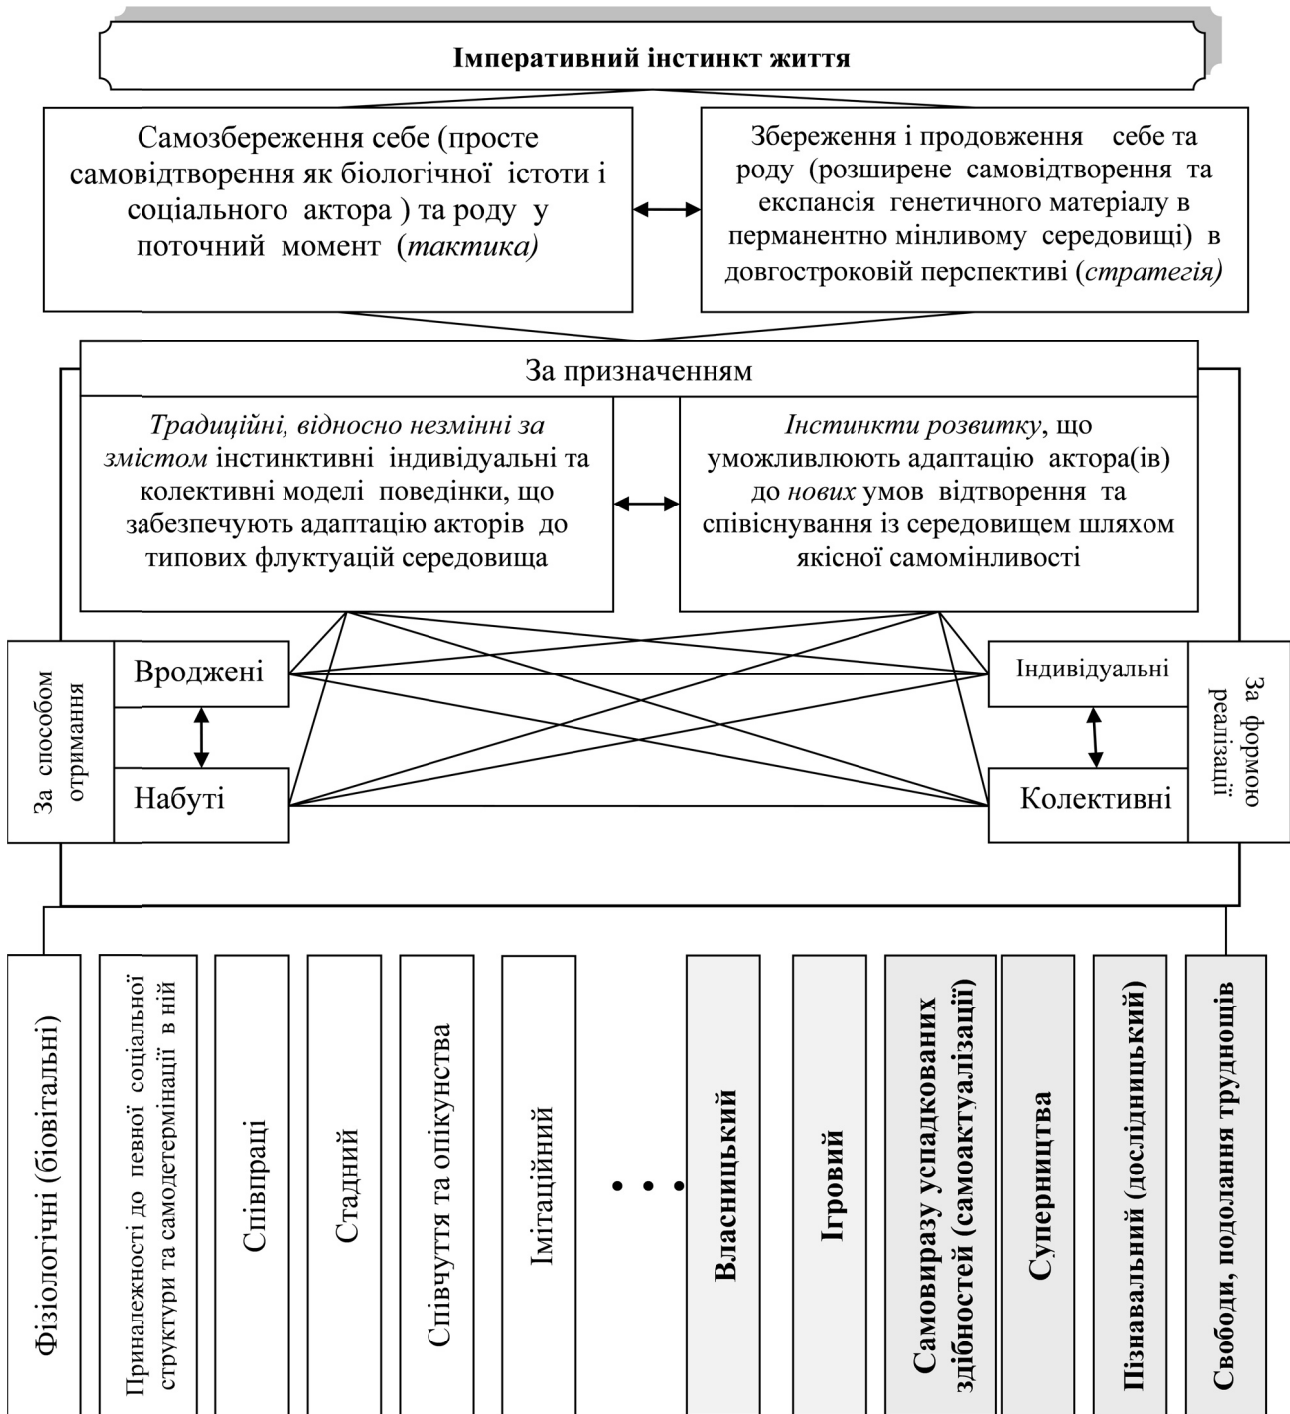 Імперативний інстинкт життя
Самозбереження себе (просте
самовідтворення як біологічної істоти і
соціального актора ) та роду у
поточний момент (тактика)
Збереження і продовження себе та
роду (розширене самовідтворення та
експансія генетичного матеріалу в
перманентно мінливому середовищі) в
довгостроковій перспективі (стратегія)
За призначенням
Традиційні, відносно незмінні за
змістом інстинктивні індивідуальні та
колективні моделі поведінки, що
забезпечують адаптацію акторів до
типових флуктуацій середовища
Інстинкти розвитку, що
уможливлюють адаптацію актора(ів)
до нових умов відтворення та
співіснування із середовищем шляхом
якісної самомінливості
За способом
отримання
Вроджені
Набуті
Індивідуальні
Колективні
За формою
реалізації
Фізіологічні (біовітальні)
Приналежності до певної соціальної
структури та самодетермінації в ній
Співпраці
Стадний
Співчуття та опікунства
Імітаційний
• • •
Власницький
Ігровий
Самовиразу успадкованих
здібностей (самоактуалізації)
Суперництва
Пізнавальний (дослідницький)
Свободи, подолання труднощів